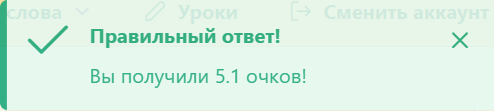 слова Уроки Сменить аккаунт
Правильный ответ!
Вы получили 5.1 очков!